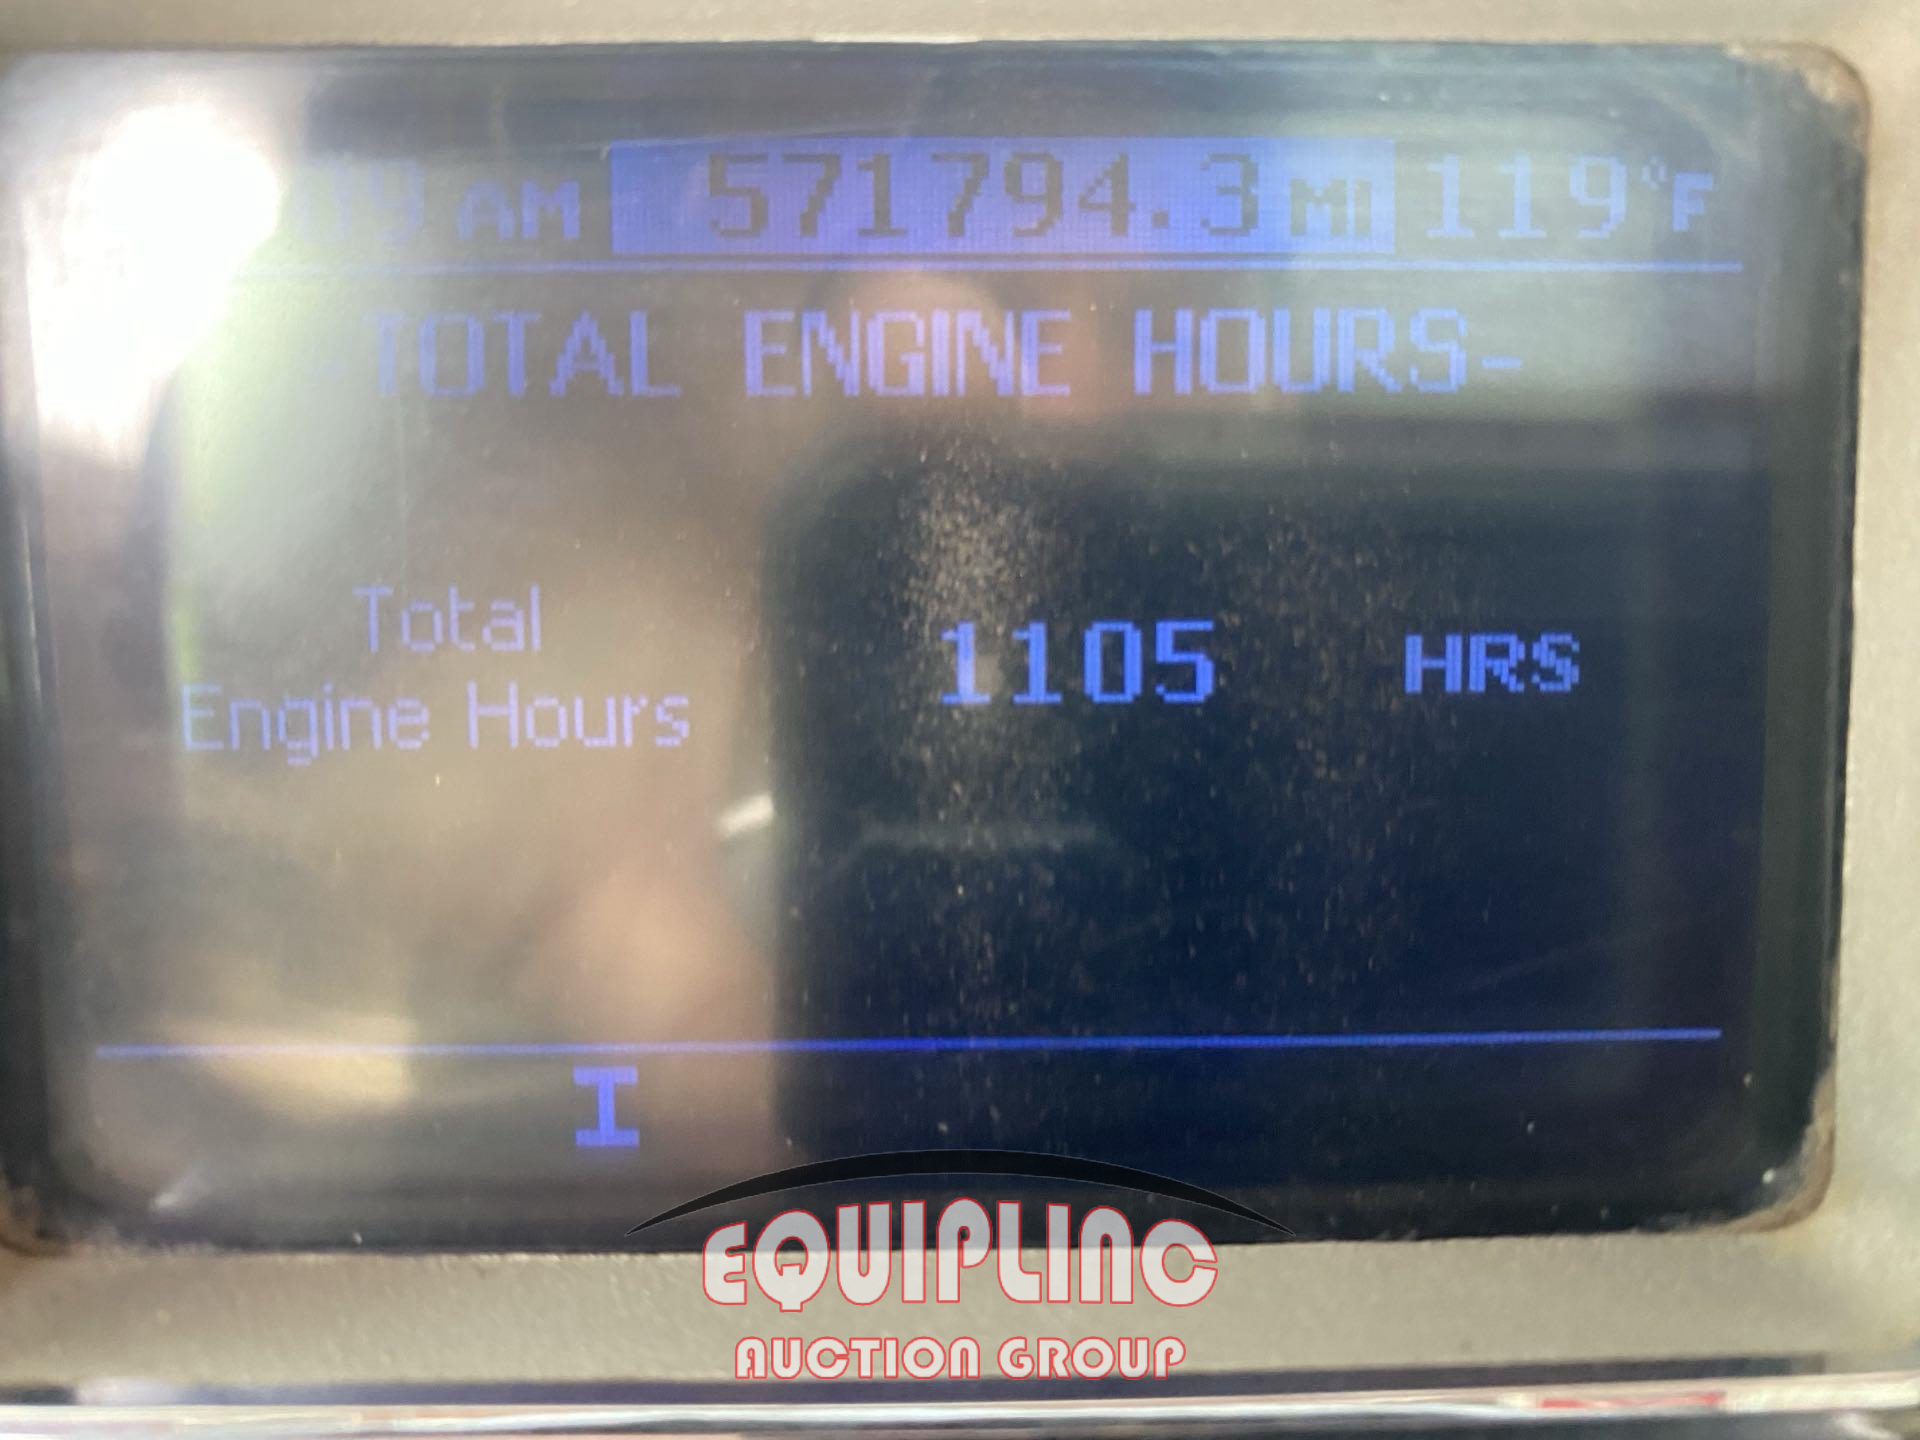 AM 571794.3 MI 119°F
-TOTAL ENGINE HOURS-
Total
Engine Hours
1105 HRS
I
EQUIPLINC
AUCTION GROUP